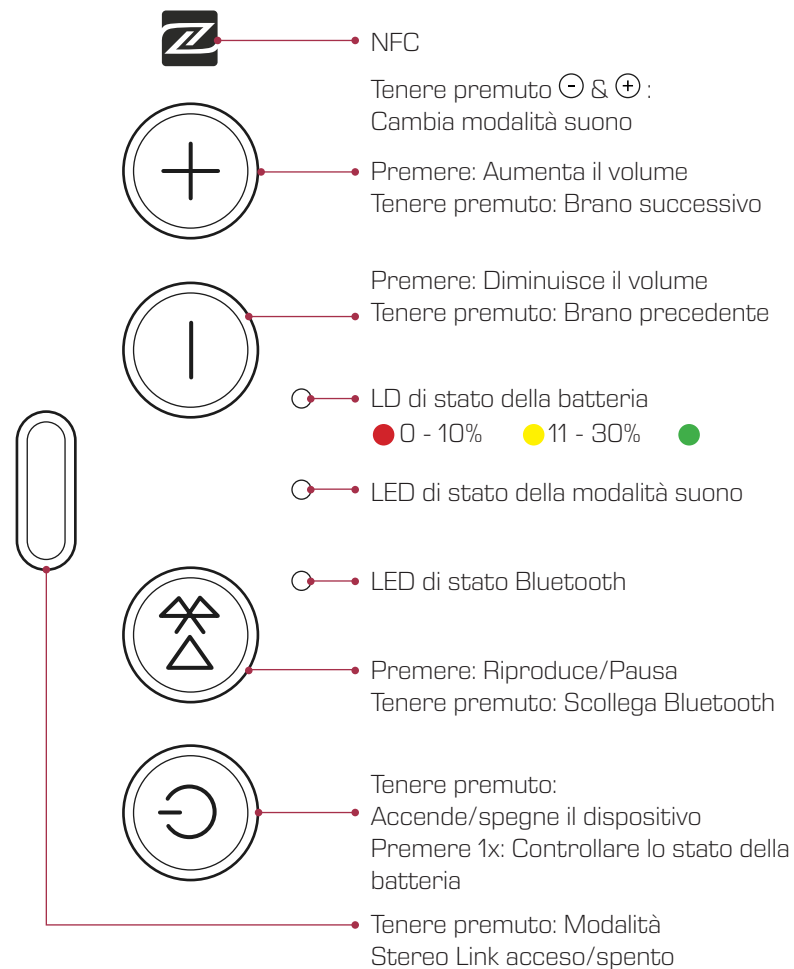 NFC
Tenere premuto ⊖ & ⊕ :
Cambia modalità suono
Premere: Aumenta il volume
Tenere premuto: Brano successivo
Premere: Diminuisce il volume
Tenere premuto: Brano precedente
LD di stato della batteria
0 - 10% 11 - 30%
LED di stato della modalità suono
LED di stato Bluetooth
Premere: Riproduce/Pausa
Tenere premuto: Scollega Bluetooth
Tenere premuto:
Accende/spegne il dispositivo
Premere 1x: Controllare lo stato della
batteria
Tenere premuto: Modalità
Stereo Link acceso/spento